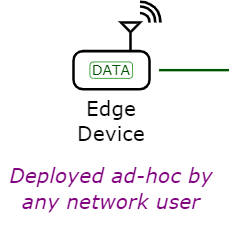 DATA
Edge
Device
Deployed ad-hoc by
any network user